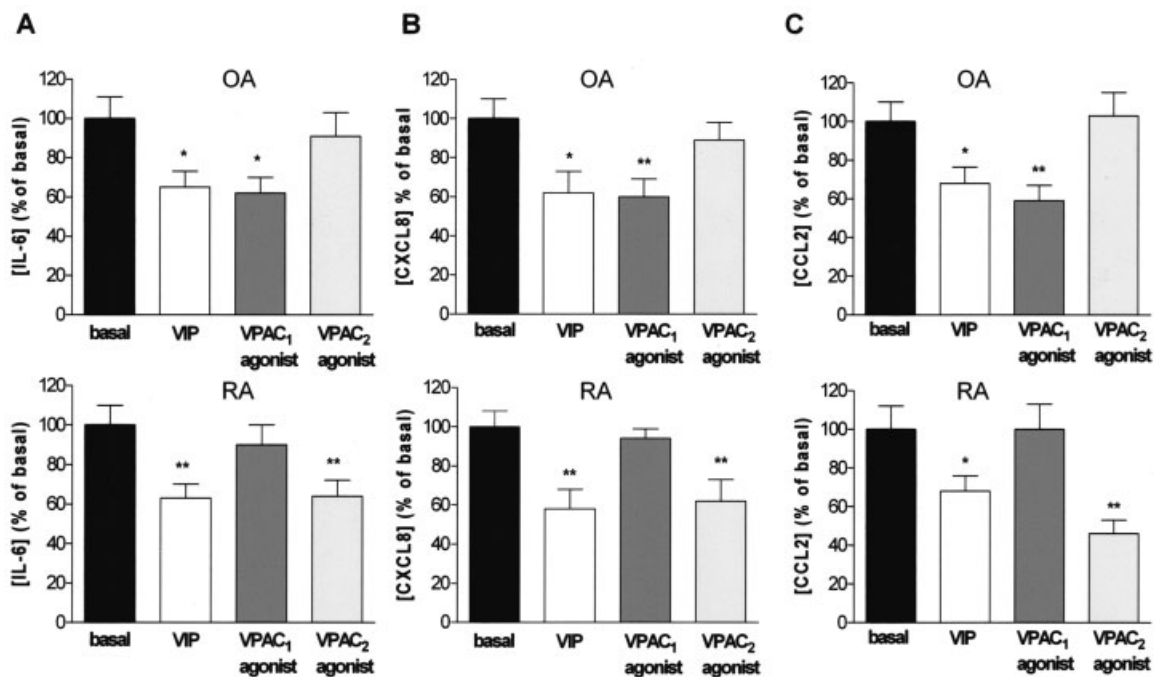 A
OA
[IL-6] (% of basal)
120
100
80
60
40
20
0
*
*
basal
VIP
VPAC1
agonist
VPAC2
agonist
RA
[IL-6] (% of basal)
120
100
80
60
40
20
0
**
**
basal
VIP
VPAC1
agonist
VPAC2
agonist
B
OA
[CXCL8] % of basal
120
100
80
60
40
20
0
*
**
basal
VIP
VPAC1
agonist
VPAC2
agonist
RA
[CXCL8] (% of basal)
120
100
80
60
40
20
0
**
**
basal
VIP
VPAC1
agonist
VPAC2
agonist
C
OA
[CCL2] (% of basal)
120
100
80
60
40
20
0
*
**
basal
VIP
VPAC1
agonist
VPAC2
agonist
RA
[CCL2] (% of basal)
120
100
80
60
40
20
0
*
**
basal
VIP
VPAC1
agonist
VPAC2
agonist